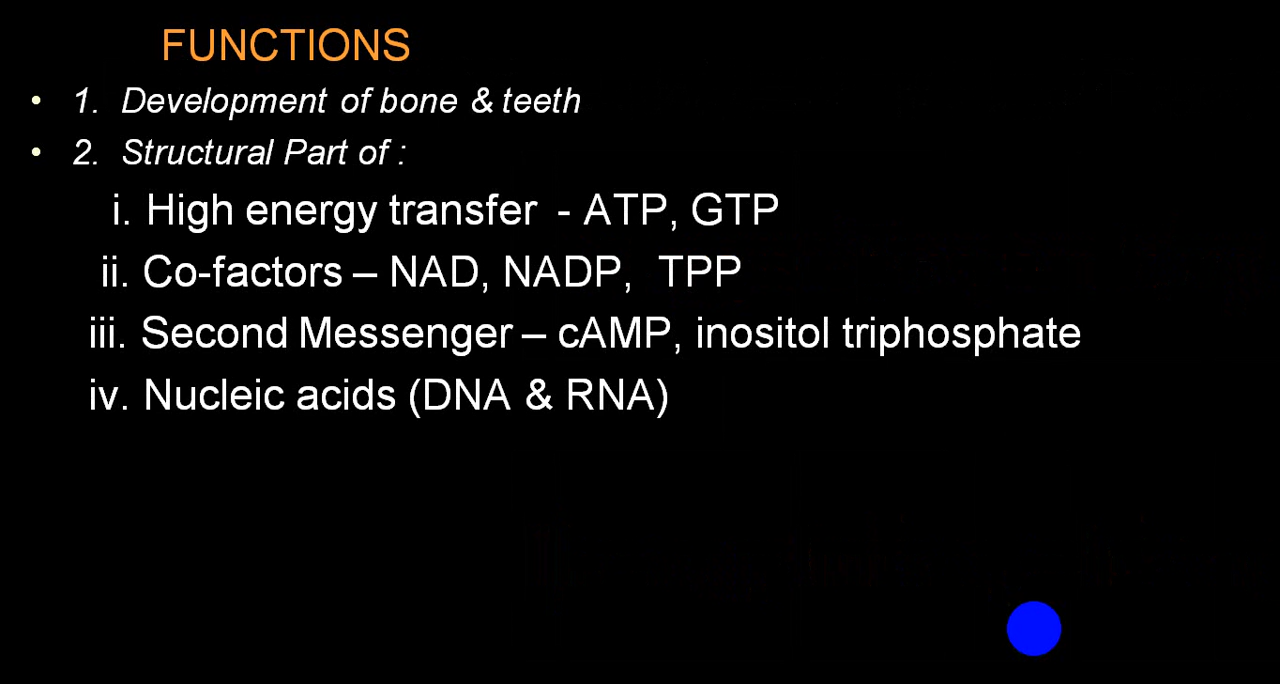 FUNCTIONS
• 1. Development of bone & teeth
• 2. Structural Part of :
i. High energy transfer - ATP, GTP
ii. Co-factors – NAD, NADP, TPP
iii. Second Messenger – cAMP, inositol triphosphate
iv. Nucleic acids (DNA & RNA)